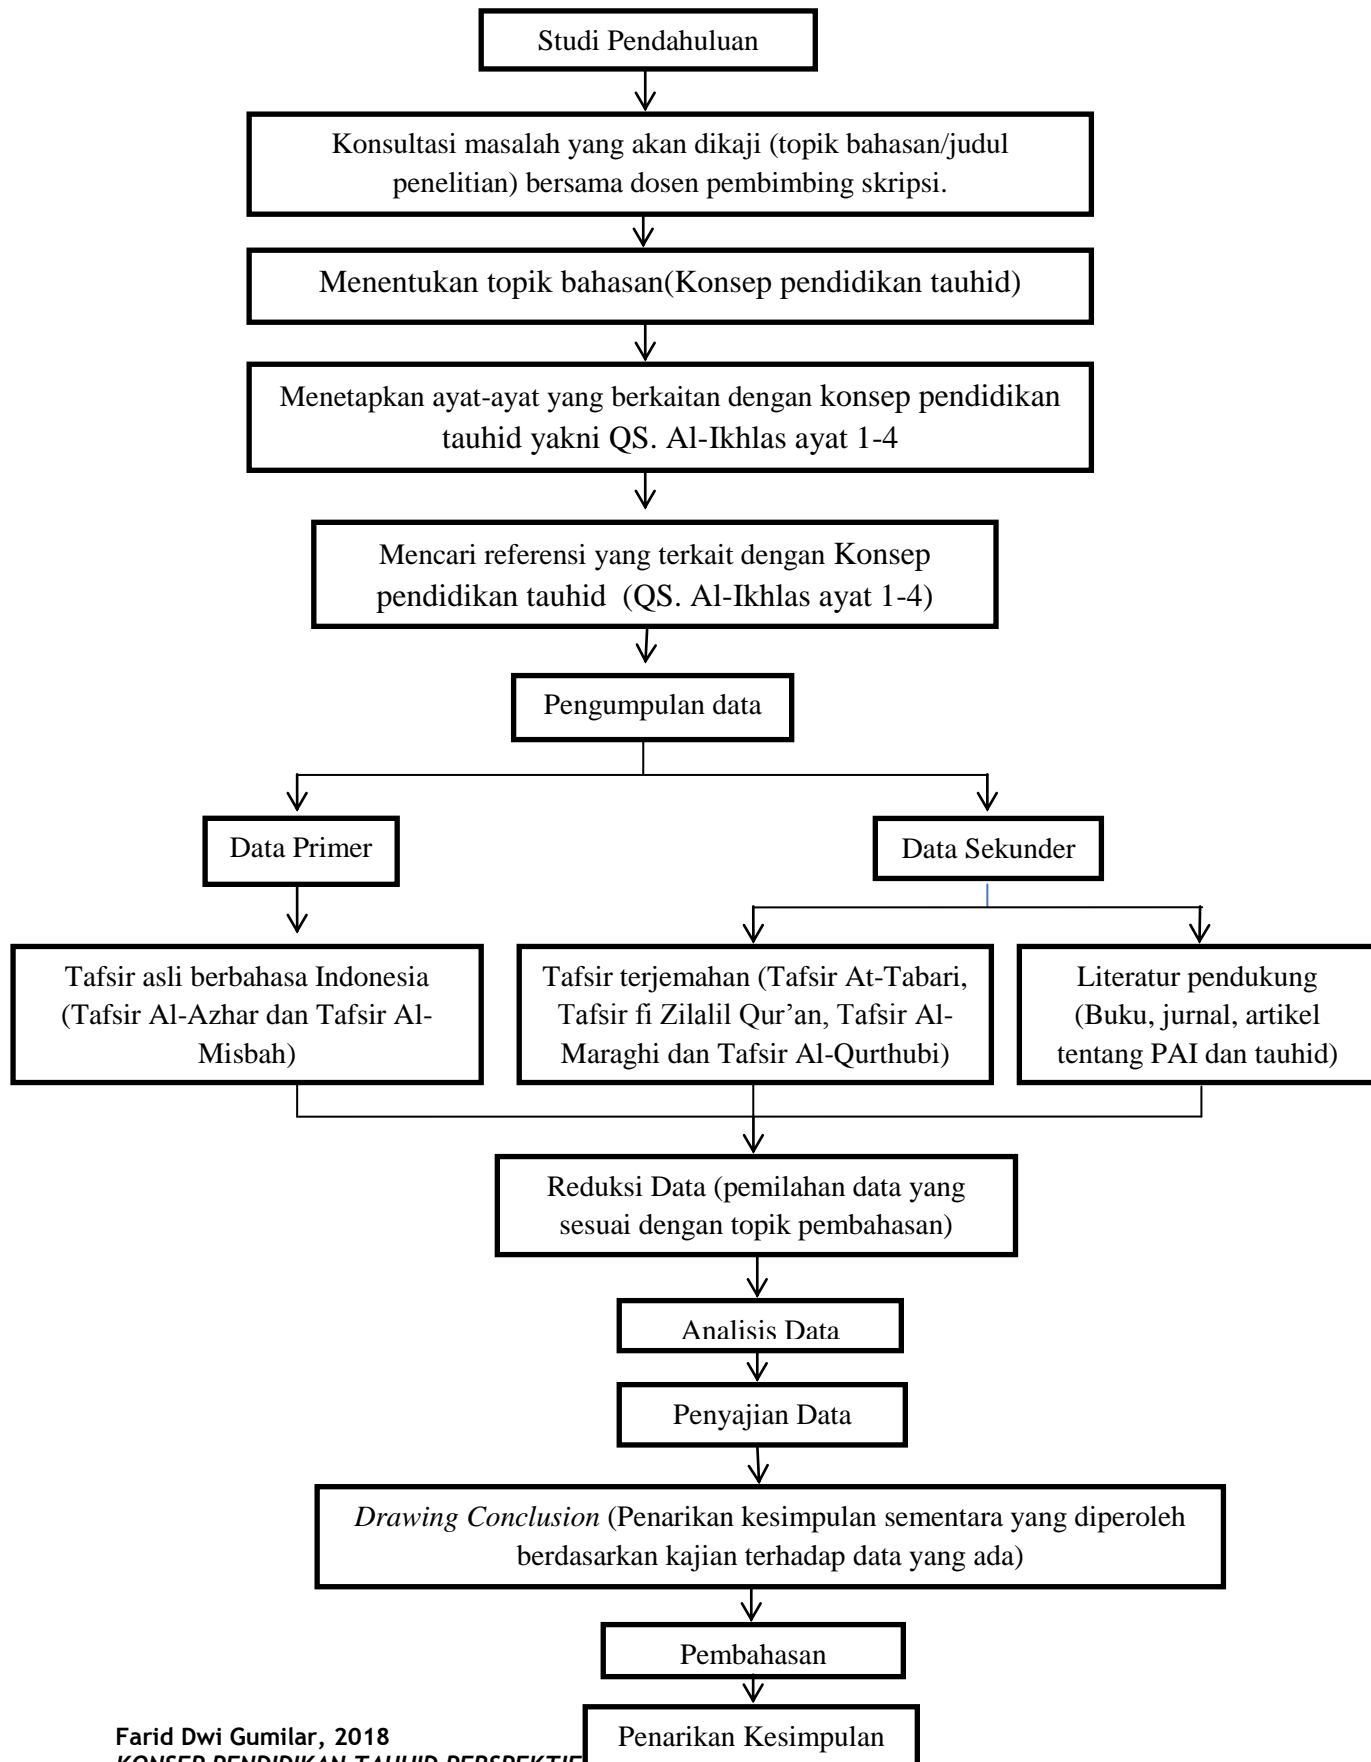 Studi Pendahuluan
Konsultasi masalah yang akan dikaji (topik bahasan/judul
penelitian) bersama dosen pembimbing skripsi.
Menentukan topik bahasan(Konsep pendidikan tauhid)
Menetapkan ayat-ayat yang berkaitan dengan konsep pendidikan
tauhid yakni QS. Al-Ikhlas ayat 1-4
Mencari referensi yang terkait dengan Konsep
pendidikan tauhid (QS. Al-Ikhlas ayat 1-4)
Pengumpulan data
Data Primer
Data Sekunder
Tafsir asli berbahasa Indonesia
(Tafsir Al-Azhar dan Tafsir Al-
Misbah)
Tafsir terjemahan (Tafsir At-Tabari,
Tafsir fi Zilalil Qur’an, Tafsir Al-
Maraghi dan Tafsir Al-Qurthubi)
Literatur pendukung
(Buku, jurnal, artikel
tentang PAI dan tauhid)
Reduksi Data (pemilahan data yang
sesuai dengan topik pembahasan)
Analisis Data
Penyajian Data
Drawing Conclusion (Penarikan kesimpulan sementara yang diperoleh
berdasarkan kajian terhadap data yang ada)
Pembahasan
Penarikan Kesimpulan
Farid Dwi Gumilar, 2018
KONSEP PENDIDIKAN TAUHID PERSPEKTIF